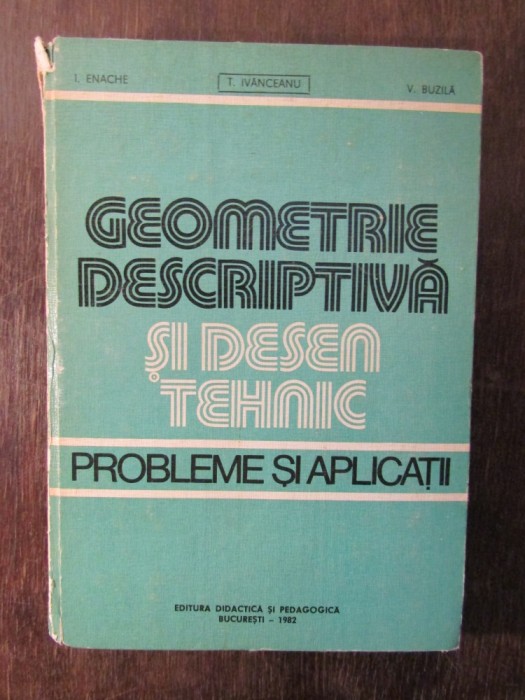 I. ENACHE T. IVĂNCEANU V. BUZILĂ
GEOMETRIE
DESCRIPTIVĂ
ȘI DESEN
TEHNIC
PROBLEME ȘI APLICAȚII
EDITURA DIDACTICĂ ȘI PEDAGOGICĂ
BUCUREȘTI – 1982